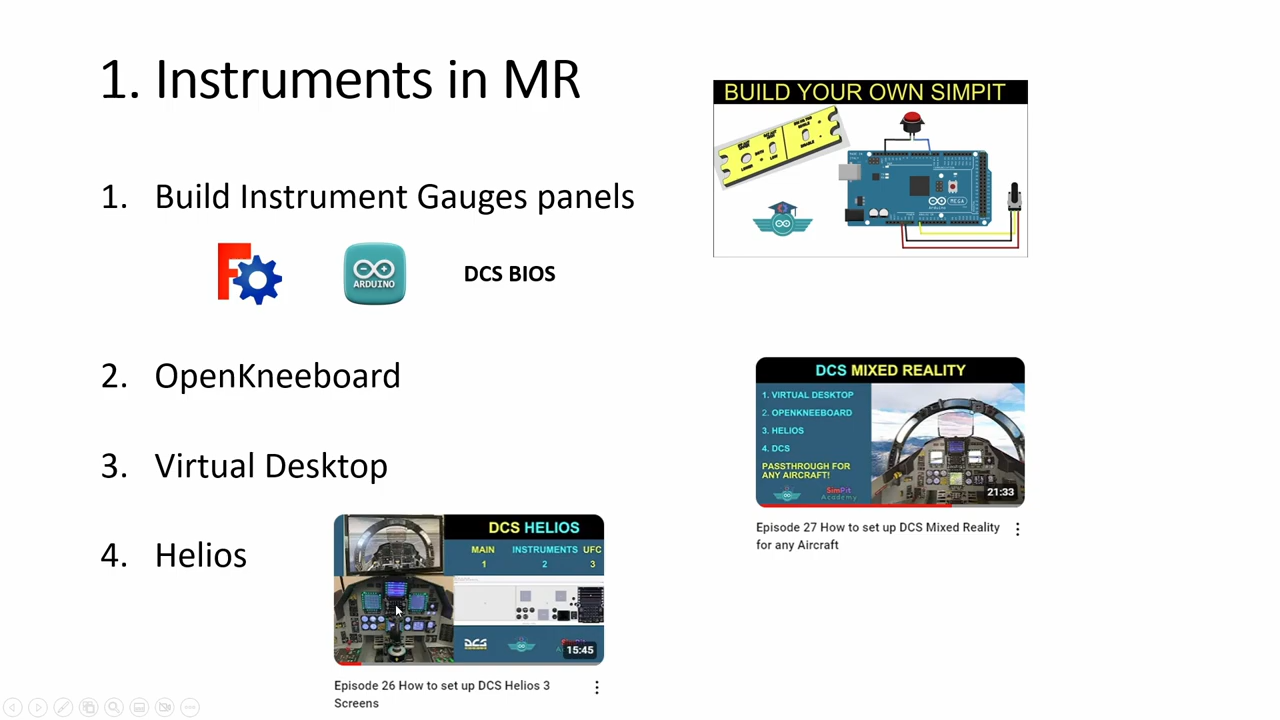 1. Instruments in MR
BUILD YOUR OWN SIMPIT
MEGA
1. Build Instrument Gauges panels
ARDUINO
DCS BIOS
2. OpenKneeboard
DCS MIXED REALITY
1. VIRTUAL DESKTOP
2. OPENKNEEBOARD
3. HELIOS
4. DCS
PASSTHROUGH FOR
ANY AIRCRAFT!
SimPit
Academy
21:33
Episode 27 How to set up DCS Mixed Reality
for any Aircraft
3. Virtual Desktop
4. Helios
DCS HELIOS
MAIN INSTRUMENTS UFC
1 2 3
DCS
15:45
Episode 26 How to set up DCS Helios 3
Screens